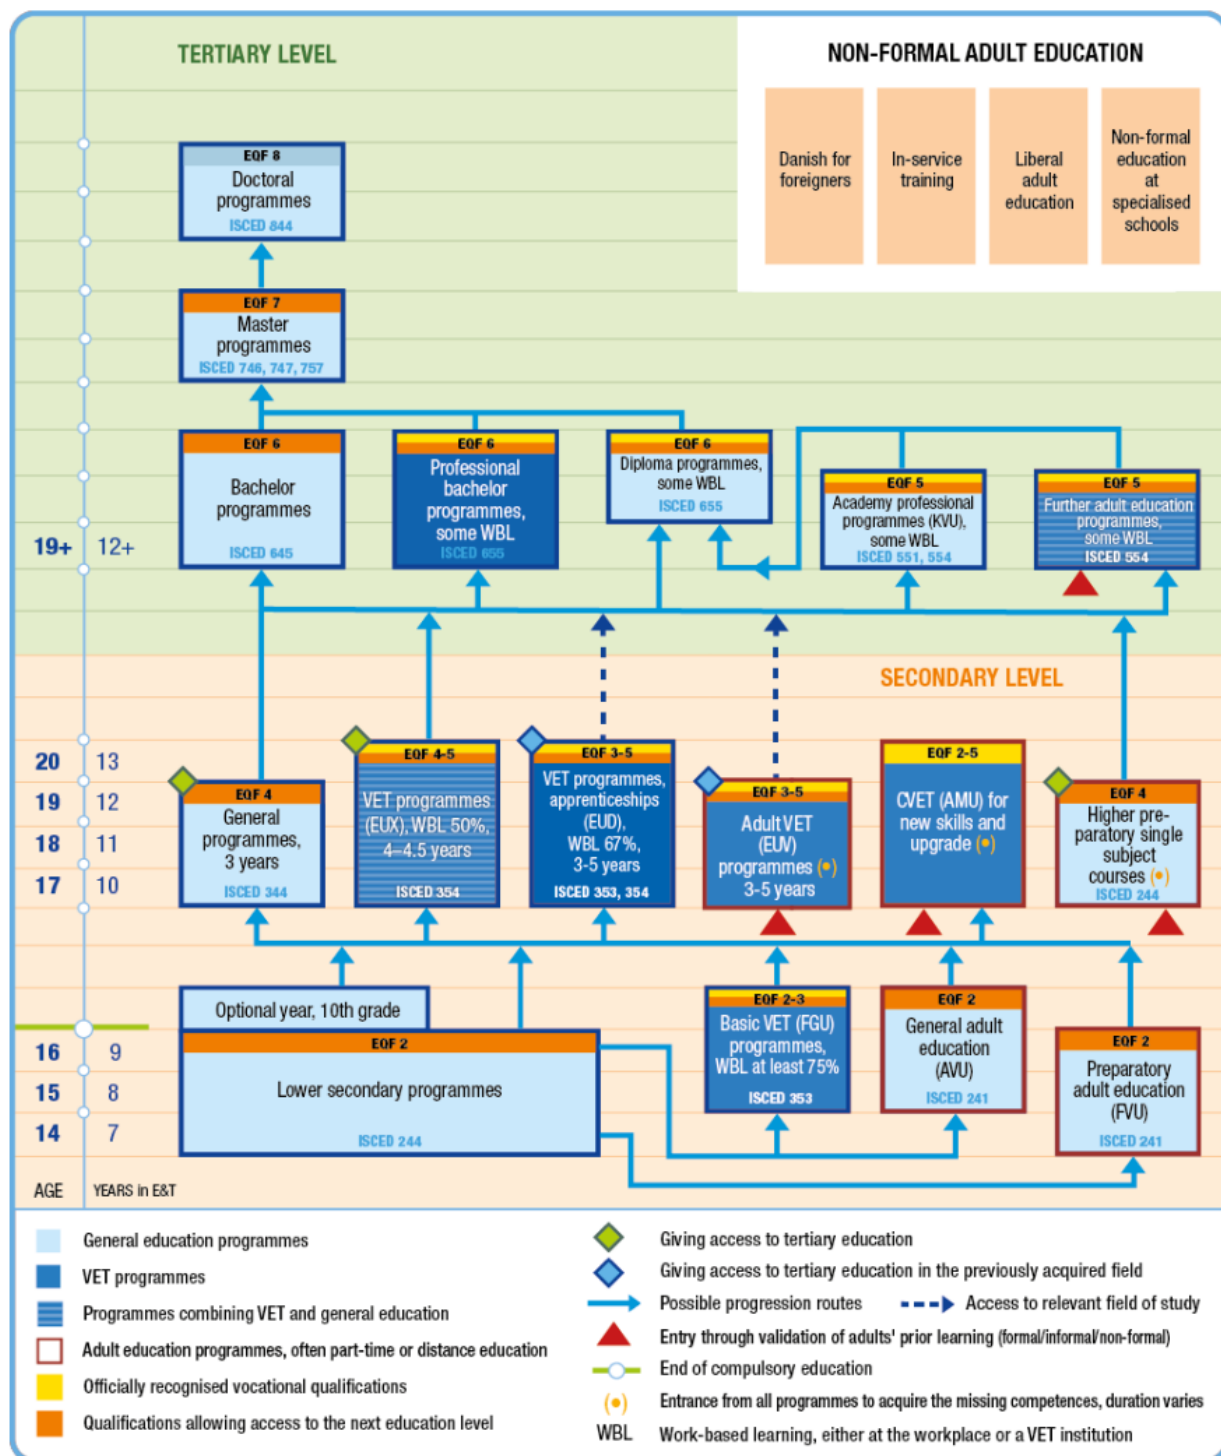 TERTIARY LEVEL
NON-FORMAL ADULT EDUCATION
Danish for
foreigners
In-service
training
Liberal
adult
education
Non-formal
education
at
specialised
schools
EQF 8
Doctoral
programmes
ISCED 844
EQF 7
Master
programmes
ISCED 746, 747, 757
EQF 6
Bachelor
programmes
ISCED 645
EQF 6
Professional
bachelor
programmes,
some WBL
ISCED 655
EQF 6
Diploma programmes,
some WBL
ISCED 655
EQF 5
Academy professional
programmes (KVU),
some WBL
ISCED 551, 554
EQF 5
Further adult education
programmes,
some WBL
ISCED 554
19+ 12+
SECONDARY LEVEL
20 13
19 12
18 11
17 10
EQF 4
General
programmes,
3 years
ISCED 344
EQF 4-5
VET programmes
(EUX), WBL 50%,
4–4.5 years
ISCED 354
EQF 3-5
VET programmes,
apprenticeships
(EUD),
WBL 67%,
3-5 years
ISCED 353, 354
EQF 3-5
Adult VET
(EUV)
programmes (•)
3-5 years
EQF 2-5
CVET (AMU) for
new skills and
upgrade (•)
EQF 4
Higher pre-
paratory single
subject
courses (•)
ISCED 244
Optional year, 10th grade
EQF 2
Lower secondary programmes
ISCED 244
EQF 2-3
Basic VET (FGU)
programmes,
WBL at least 75%
ISCED 353
EQF 2
General adult
education
(AVU)
ISCED 241
EQF 2
Preparatory
adult education
(FVU)
ISCED 241
16 9
15 8
14 7
AGE YEARS in E&T
General education programmes
VET programmes
Programmes combining VET and general education
Adult education programmes, often part-time or distance education
Officially recognised vocational qualifications
Qualifications allowing access to the next education level
Giving access to tertiary education
Giving access to tertiary education in the previously acquired field
Possible progression routes
Access to relevant field of study
Entry through validation of adults' prior learning (formal/informal/non-formal)
End of compulsory education
(•) Entrance from all programmes to acquire the missing competences, duration varies
WBL Work-based learning, either at the workplace or a VET institution